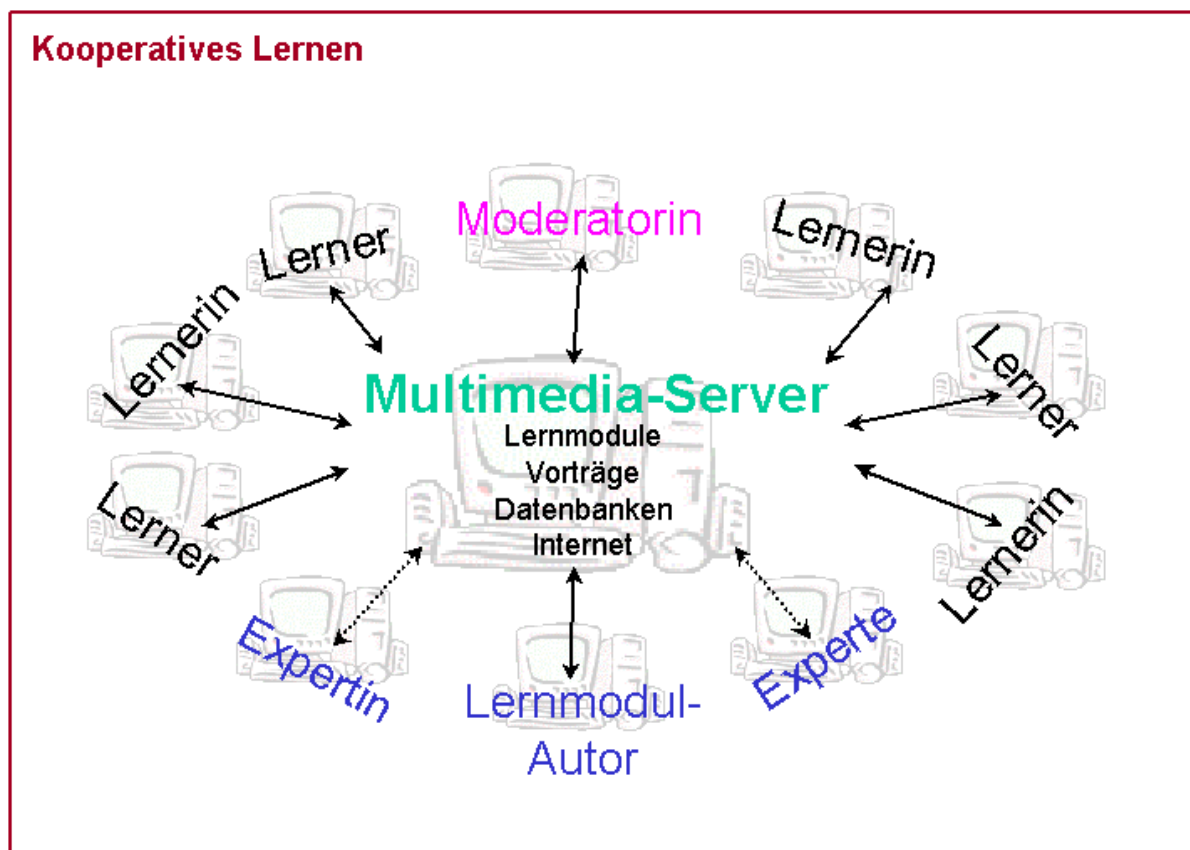 Kooperatives Lernen
Moderatorin
Lerner
Lernerin
Lernerin
Lerner
Multimedia-Server
Lernmodule
Vorträge
Datenbanken
Internet
Lerner
Lernerin
Expertin
Experte
Lernmodul-
Autor